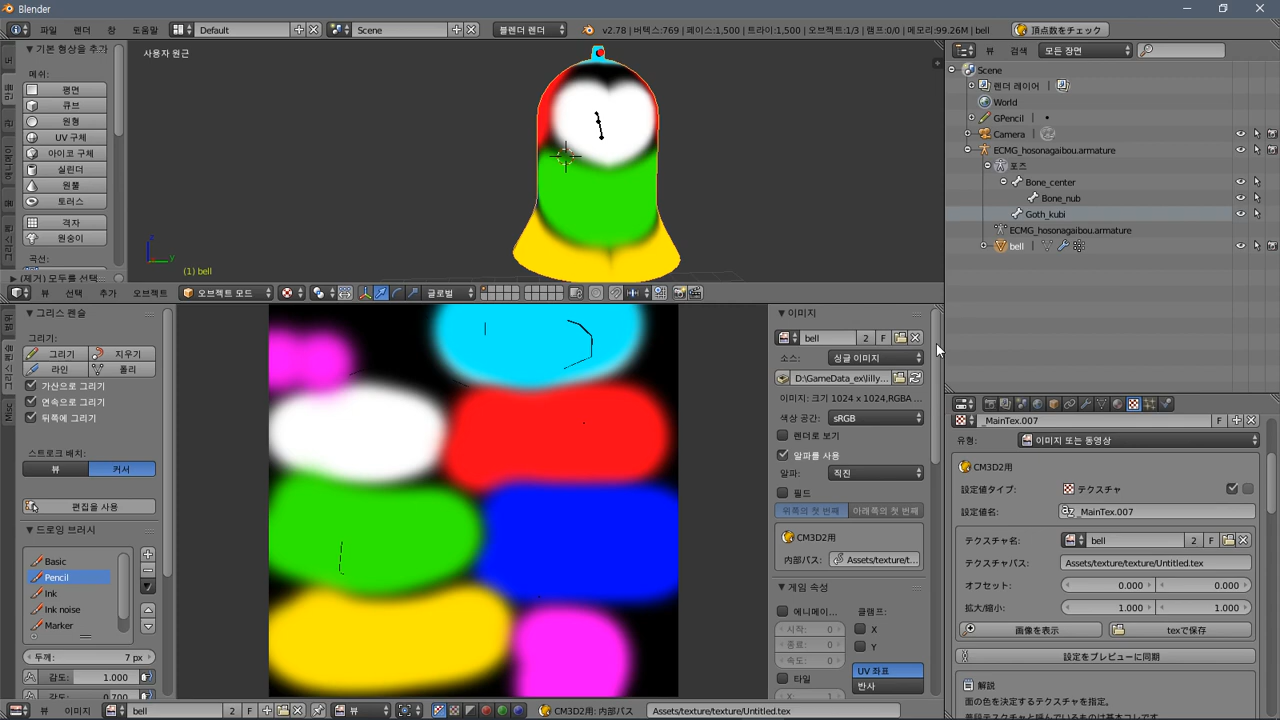 Blender
파일
렌더
창
도움말
Default
Scene
블렌더 렌더
v2.78 | 버텍스:769 | 페이스:1,500 | 트라이:1,500 | 오브젝트:1/3 | 램프:0/0 | 메모리:99.26M | bell
頂点数をチェック
기본 형상을 추가
메쉬:
평면
큐브
원형
UV 구체
아이코 구체
실린더
원뿔
토러스
격자
원숭이
곡선:
(제거) 모두를 선택…
사용자 원근
z
y
(1) bell
뷰
선택
추가
오브젝트
오브젝트 모드
글로벌
뷰
검색
모든 장면
Scene
렌더 레이어
World
GPencil
Camera
ECMG_hosonagaibou.armature
포즈
Bone_center
Bone_nub
Goth_kubi
ECMG_hosonagaibou.armature
bell
그리스 펜슬
그리기:
그리기
지우기
라인
폴리
가산으로 그리기
연속으로 그리기
뒤쪽에 그리기
스트로크 배치:
뷰
커서
편집을 사용
드로잉 브러시
Basic
Pencil
Ink
Ink noise
Marker
두께:
7 px
감도:
1.000
감도:
0.700
이미지
bell
2
F
소스:
싱글 이미지
D:\GameData_ex\lilly...
이미지: 크기 1024 x 1024,RGBA ...
색상 공간:
sRGB
렌더로 보기
알파를 사용
알파:
직진
필드
위쪽의 첫 번째
아래쪽의 첫 번째
CM3D2用
内部パス:
Assets/texture/t...
게임 속성
애니메이…
클램프:
시작:
0
X
종료:
0
Y
속도:
0
타일
UV 좌표
X
반사
_MainTex.007
F
유형:
이미지 또는 동영상
CM3D2用
設定値タイプ:
テクスチャ
設定値名:
_MainTex.007
テクスチャ名:
bell
2
F
テクスチャパス:
Assets/texture/texture/Untitled.tex
オフセット:
0.000
0.000
拡大/縮小:
1.000
1.000
画像を表示
texで保存
設定をプレビューに同期
解説
色の決定するテクスチャを指定。
뷰
이미지
bell
2
F
뷰
CM3D2用: 内部パス
Assets/texture/texture/Untitled.tex